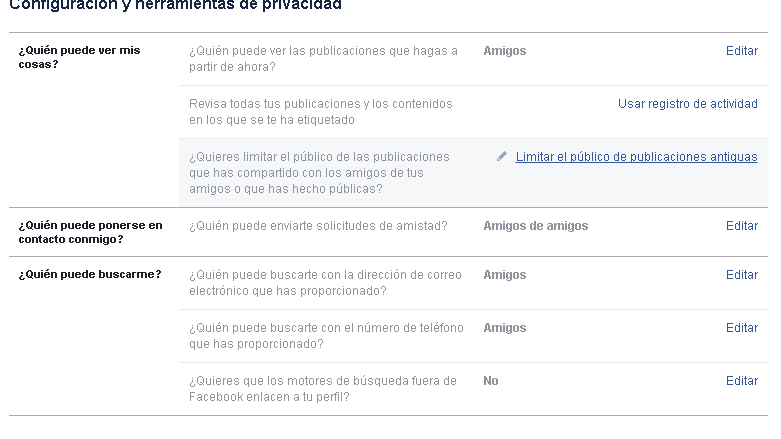 Configuración y herramientas de privacidad
¿Quién puede ver mis
cosas?
¿Quién puede ver las publicaciones que hagas a
partir de ahora?
Amigos
Editar
Revisa todas tus publicaciones y los contenidos
en los que se te ha etiquetado
Usar registro de actividad
¿Quieres limitar el público de las publicaciones
que has compartido con los amigos de tus
amigos o que has hecho públicas?
Limitar el público de publicaciones antiguas
¿Quién puede ponerse en
contacto conmigo?
¿Quién puede enviarte solicitudes de amistad?
Amigos de amigos
Editar
¿Quién puede buscarme?
¿Quién puede buscarte con la dirección de correo
electrónico que has proporcionado?
Amigos
Editar
¿Quién puede buscarte con el número de teléfono
que has proporcionado?
Amigos
Editar
¿Quieres que los motores de búsqueda fuera de
Facebook enlacen a tu perfil?
No
Editar